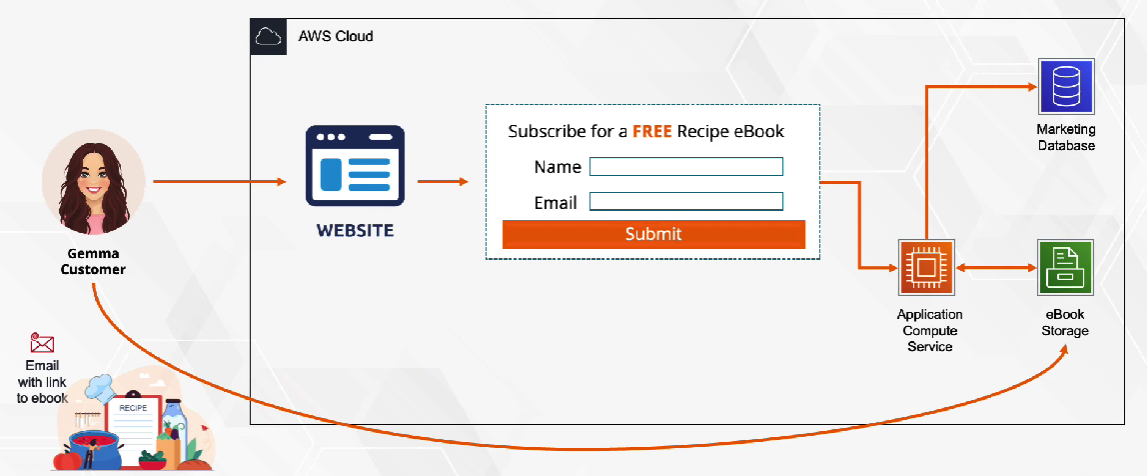 AWS Cloud
Subscribe for a FREE Recipe eBook
Name
Email
Submit
WEBSITE
Gemma
Customer
Marketing
Database
Application
Compute
Service
eBook
Storage
Email
with link
to ebook
RECIPE